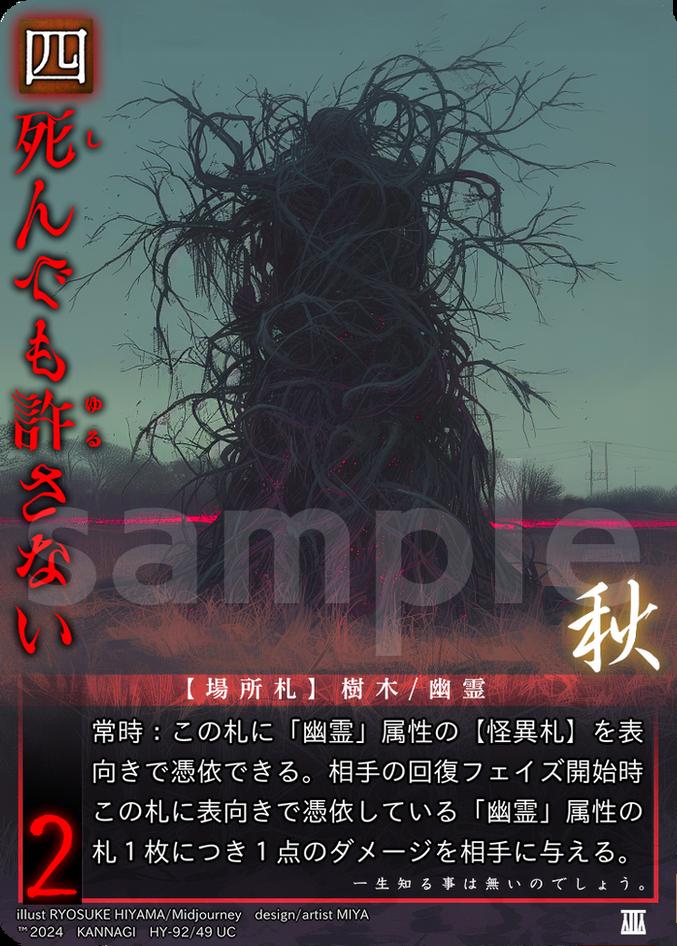 四
死んでも許さない
し
ゆる
sample
秋
【場所札】樹木/幽霊
常時：この札に「幽霊」属性の【怪異札】を表
向きで憑依できる。相手の回復フェイズ開始時
この札に表向きで憑依している「幽霊」属性の
札１枚につき１点のダメージを相手に与える。
一生知る事は無いのでしょう。
2
illust RYOSUKE HIYAMA/Midjourney design/artist MIYA
™2024 KANNAGI HY-92/49 UC